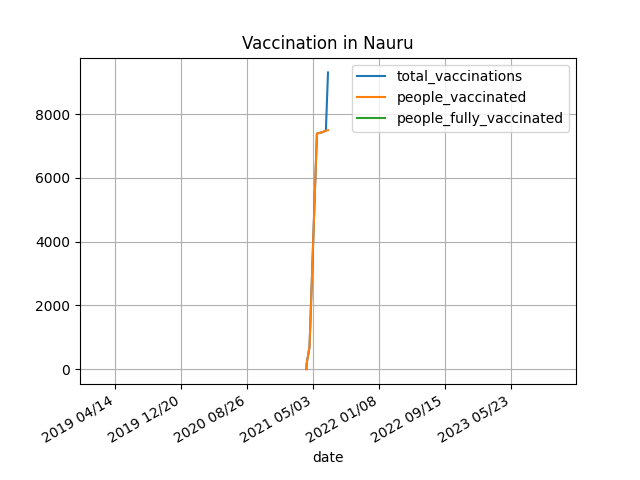 Vaccination in Nauru
total_vaccinations
people_vaccinated
people_fully_vaccinated
8000
6000
4000
2000
0
2019 04/14
2019 12/20
2020 08/26
2021 05/03
2022 01/08
2022 09/15
2023 05/23
date